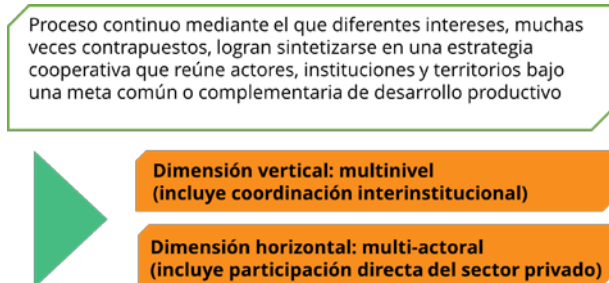 Proceso continuo mediante el que diferentes intereses, muchas
veces contrapuestos, logran sintetizarse en una estrategia
cooperativa que reúne actores, instituciones y territorios bajo
una meta común o complementaria de desarrollo productivo
Dimensión vertical: multinivel
(incluye coordinación interinstitucional)
Dimensión horizontal: multi-actoral
(incluye participación directa del sector privado)